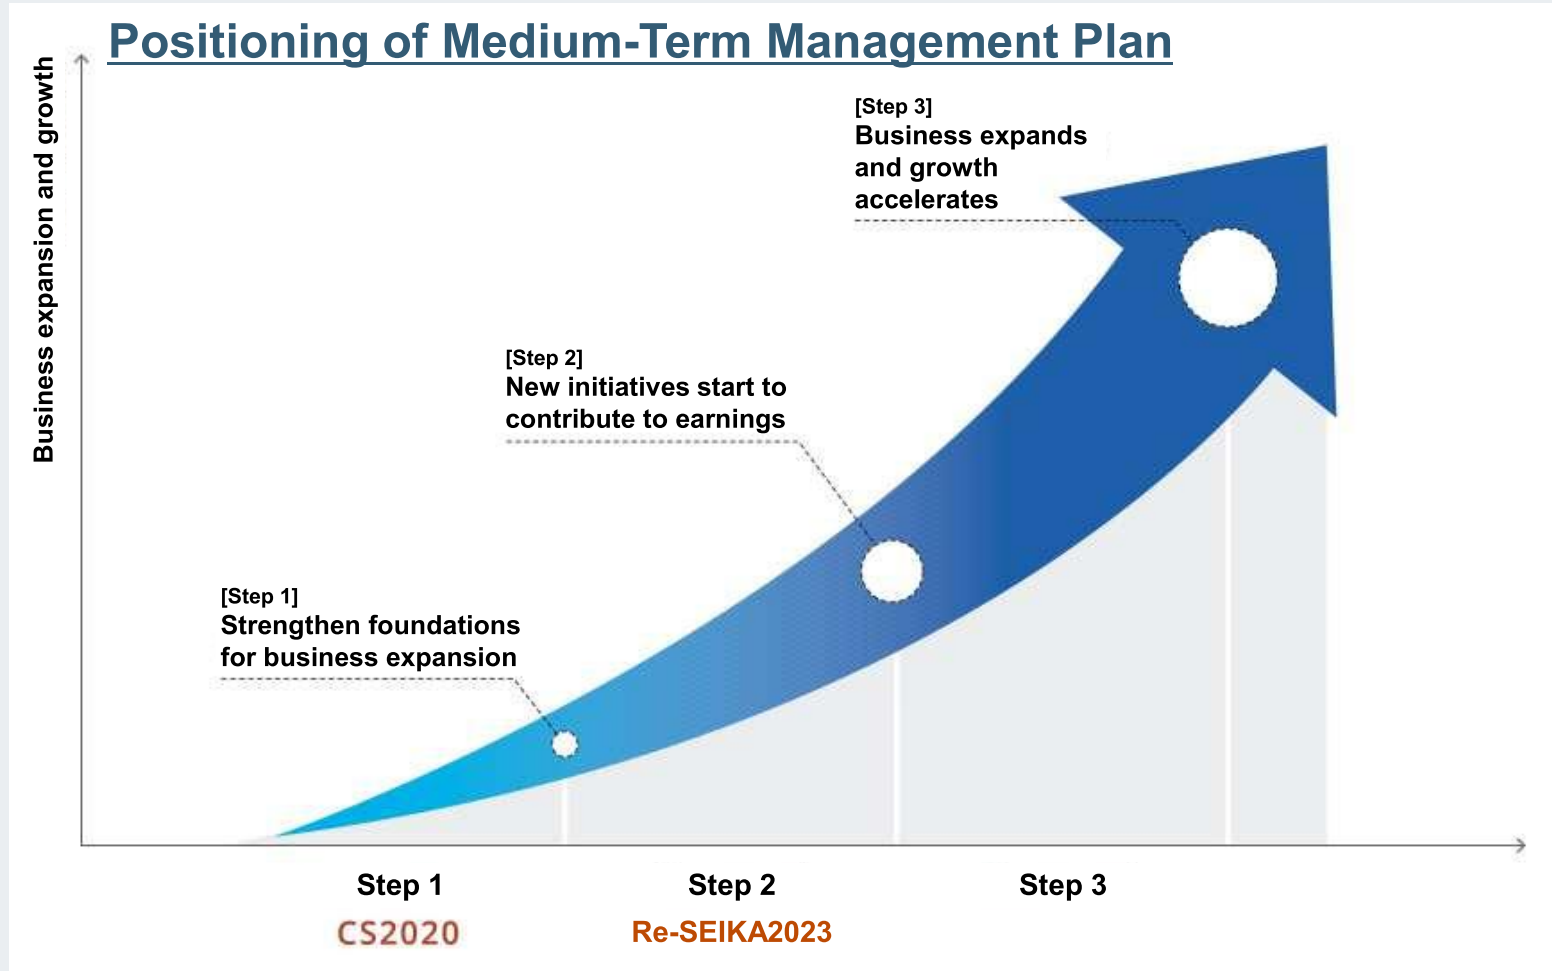 Positioning of Medium-Term Management Plan
Business expansion and growth
[Step 3]
Business expands
and growth
accelerates
[Step 2]
New initiatives start to
contribute to earnings
[Step 1]
Strengthen foundations
for business expansion
Step 1
Step 2
Step 3
CS2020
Re-SEIKA2023